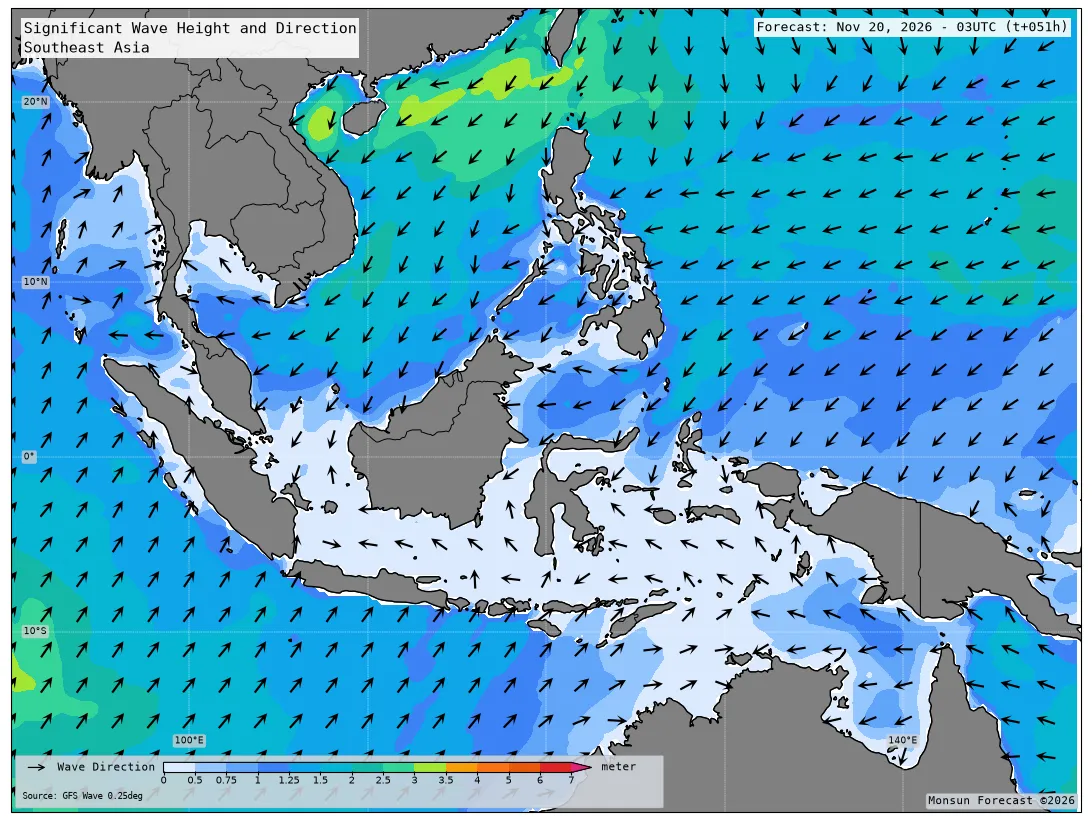 Significant Wave Height and Direction
Southeast Asia
Forecast: Nov 20, 2026 - 03UTC (t+051h)
20°N
10°N
0°
10°S
100°E
140°E
Wave Direction
meter
0 0.5 0.75 1 1.25 1.5 2 2.5 3 3.5 4 5 6 7
Source: GFS Wave 0.25deg
Monsun Forecast ©2026